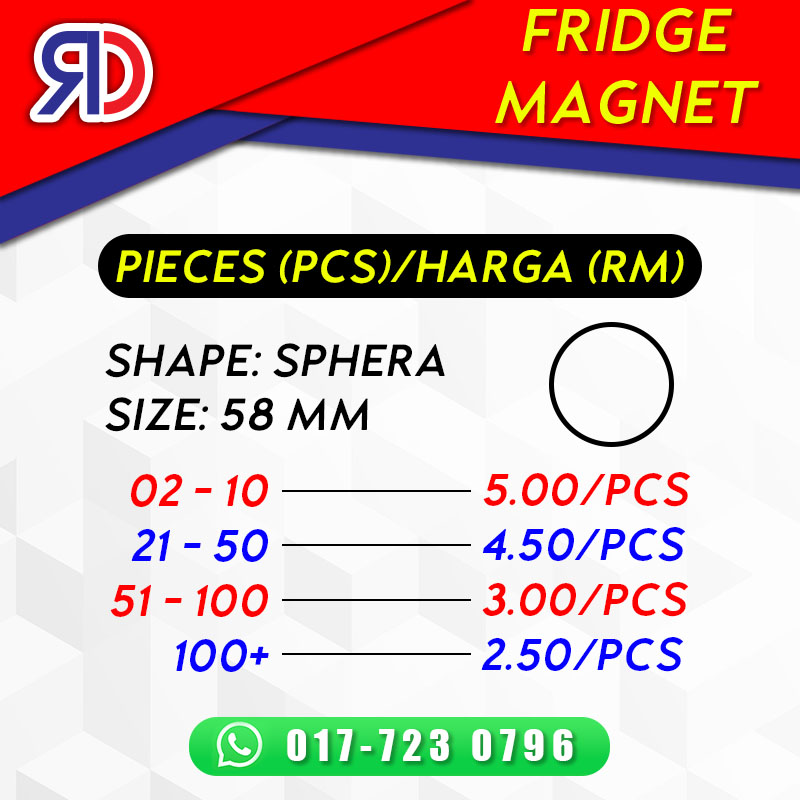 RD
FRIDGE
MAGNET
PIECES (PCS)/HARGA (RM)
SHAPE: SPHERA
SIZE: 58 MM
02 - 10 5.00/PCS
21 - 50 4.50/PCS
51 - 100 3.00/PCS
100+ 2.50/PCS
017-723 0796